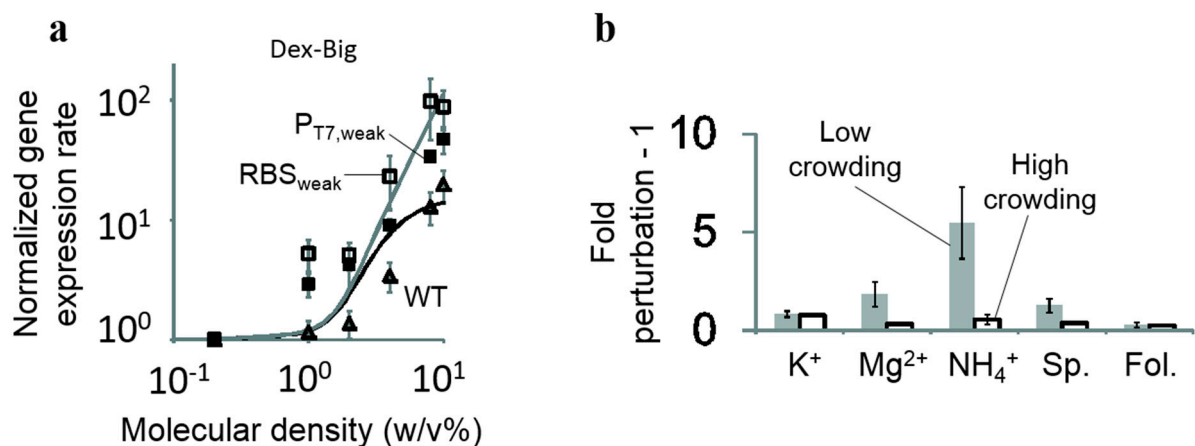 a
Dex-Big
Normalized gene
expression rate
10²
10¹
10⁰
P_T7,weak
RBS_weak
WT
10⁻¹ 10⁰ 10¹
Molecular density (w/v%)
b
Fold
perturbation - 1
10
5
0
Low
crowding
High
crowding
K⁺ Mg²⁺ NH₄⁺ Sp. Fol.